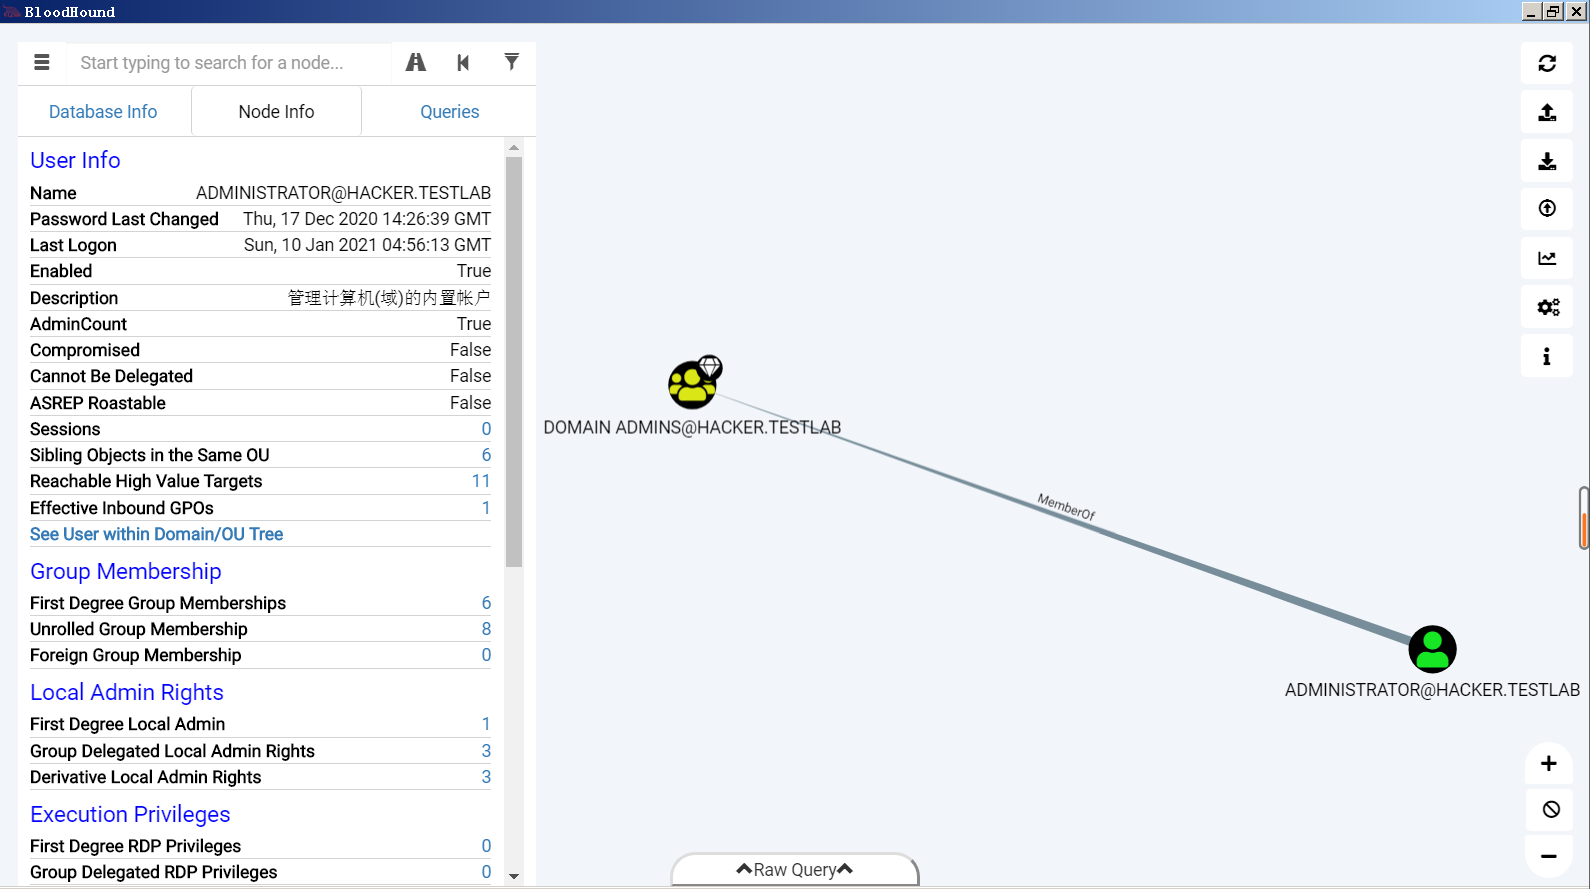 BloodHound
Start typing to search for a node...
Database Info Node Info Queries
User Info
Name ADMINISTRATOR@HACKER.TESTLAB
Password Last Changed Thu, 17 Dec 2020 14:26:39 GMT
Last Logon Sun, 10 Jan 2021 04:56:13 GMT
Enabled True
Description 管理计算机(域)的内置帐户
AdminCount True
Compromised False
Cannot Be Delegated False
ASREP Roastable False
Sessions 0
Sibling Objects in the Same OU 6
Reachable High Value Targets 11
Effective Inbound GPOs 1
See User within Domain/OU Tree
Group Membership
First Degree Group Memberships 6
Unrolled Group Membership 8
Foreign Group Membership 0
Local Admin Rights
First Degree Local Admin 1
Group Delegated Local Admin Rights 3
Derivative Local Admin Rights 3
Execution Privileges
First Degree RDP Privileges 0
Group Delegated RDP Privileges 0
DOMAIN ADMINS@HACKER.TESTLAB
MemberOf
ADMINISTRATOR@HACKER.TESTLAB
Raw Query